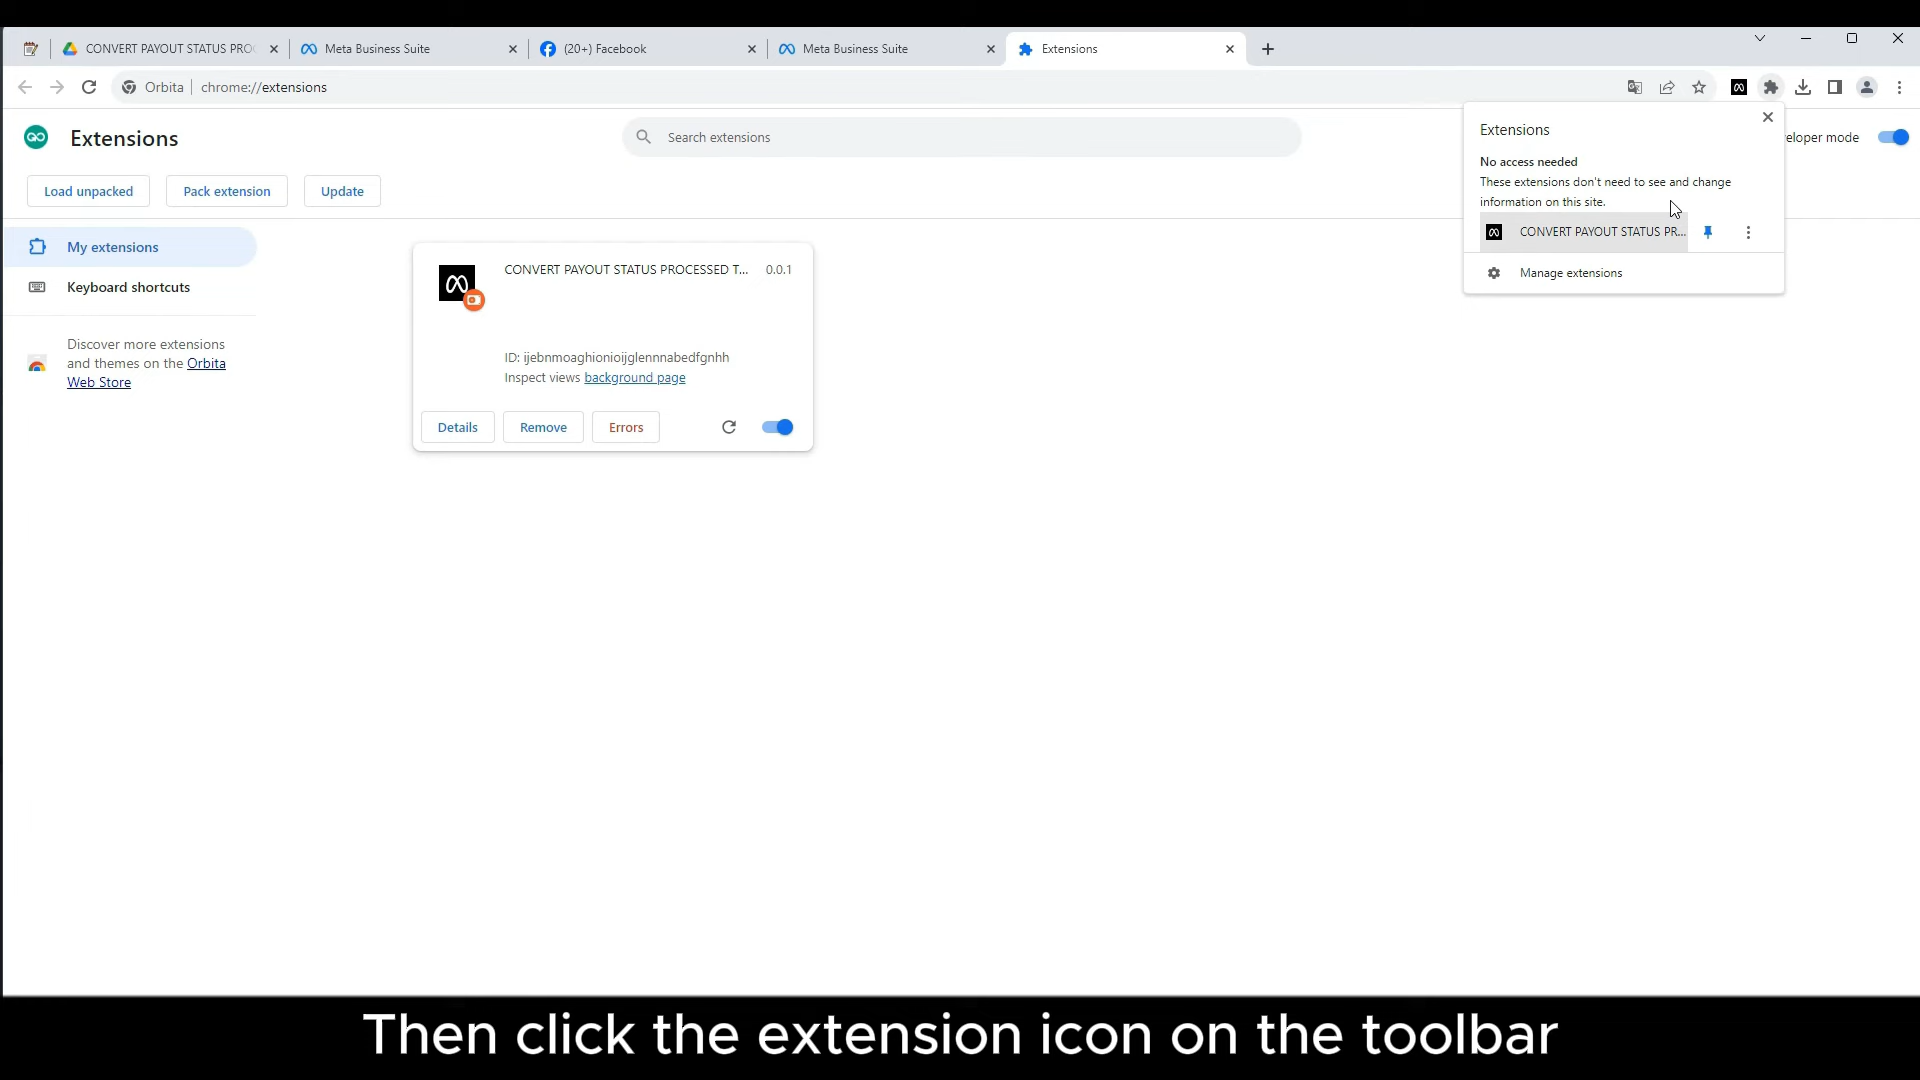 CONVERT PAYOUT STATUS PRO
Meta Business Suite
(20+) Facebook
Meta Business Suite
Extensions
Orbita
chrome://extensions
Extensions
Search extensions
eloper mode
Load unpacked
Pack extension
Update
Extensions
No access needed
These extensions don't need to see and change
information on this site.
CONVERT PAYOUT STATUS PR...
Manage extensions
My extensions
Keyboard shortcuts
Discover more extensions
and themes on the Orbita
Web Store
CONVERT PAYOUT STATUS PROCESSED T... 0.0.1
ID: ijebnmoaghionioijglennnabedfgnhh
Inspect views background page
Details
Remove
Errors
Then click the extension icon on the toolbar